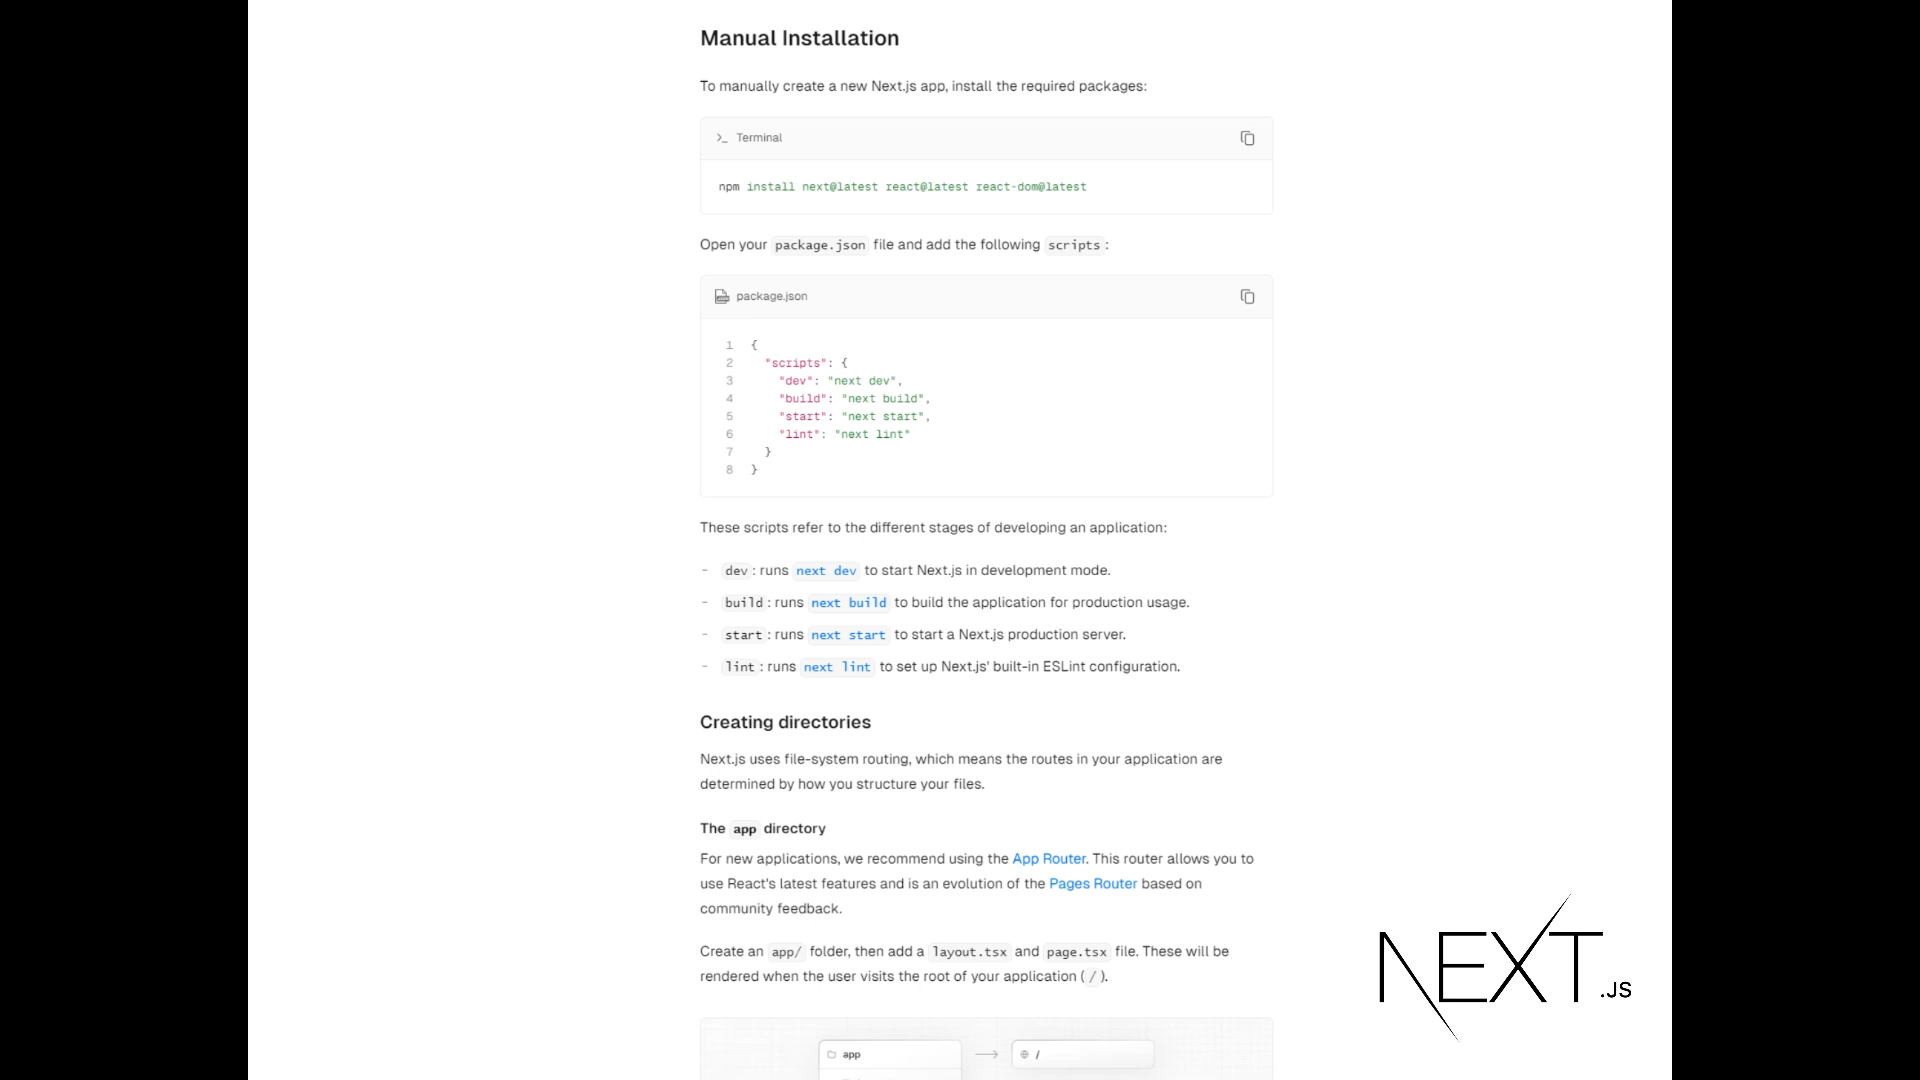 Manual Installation
To manually create a new Next.js app, install the required packages:
>_ Terminal
npm install next@latest react@latest react-dom@latest
Open your package.json file and add the following scripts :
package.json
1 {
2 "scripts": {
3 "dev": "next dev",
4 "build": "next build",
5 "start": "next start",
6 "lint": "next lint"
7 }
8 }
These scripts refer to the different stages of developing an application:
- dev : runs next dev to start Next.js in development mode.
- build : runs next build to build the application for production usage.
- start : runs next start to start a Next.js production server.
- lint : runs next lint to set up Next.js' built-in ESLint configuration.
Creating directories
Next.js uses file-system routing, which means the routes in your application are
determined by how you structure your files.
The app directory
For new applications, we recommend using the App Router. This router allows you to
use React's latest features and is an evolution of the Pages Router based on
community feedback.
Create an app/ folder, then add a layout.tsx and page.tsx file. These will be
rendered when the user visits the root of your application ( / ).
app → /
NEXT.JS